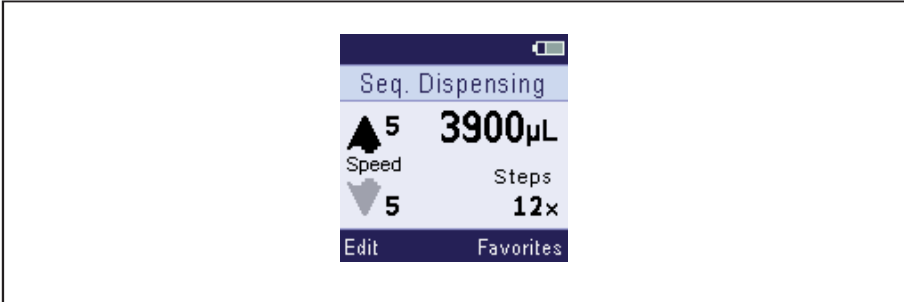 Seq. Dispensing
5 3900µL
Speed
Steps
5 12×
Edit Favorites